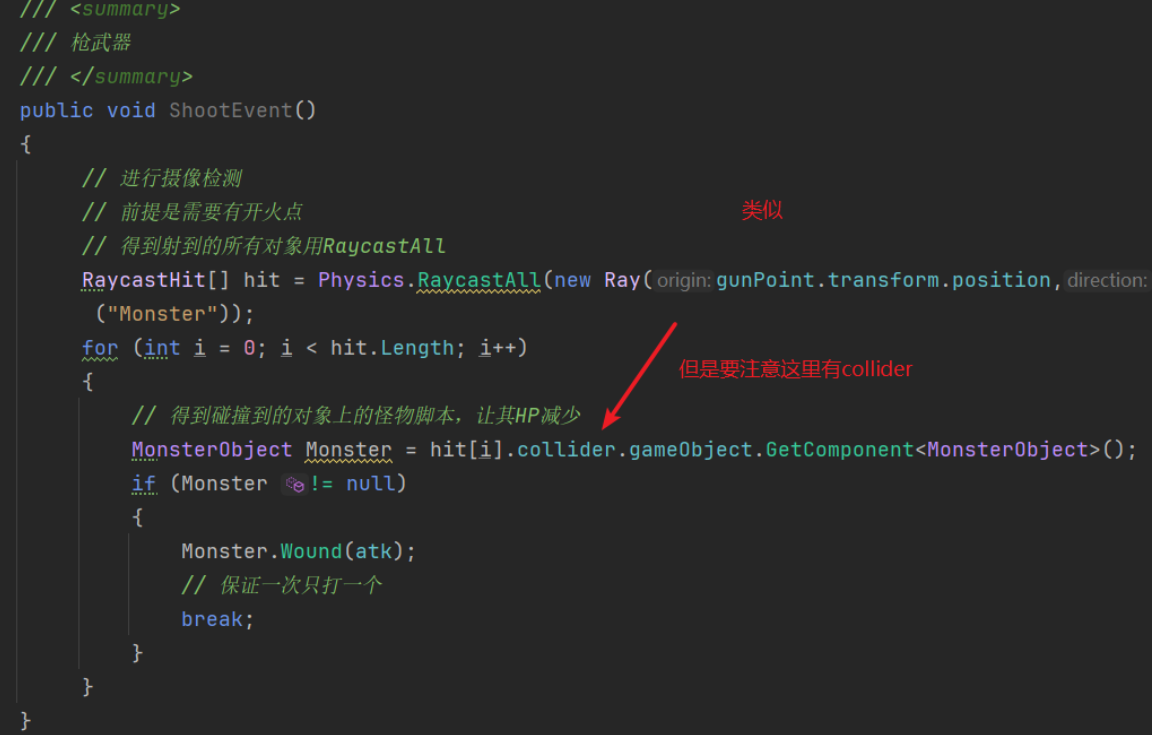 /// <summary>
/// 枪武器
/// </summary>
public void ShootEvent()
{
// 进行摄像检测
// 前提是需要有开火点
类似
// 得到射到的所有对象用RaycastAll
RaycastHit[] hit = Physics.RaycastAll(new Ray(origin:gunPoint.transform.position,direction:
("Monster"));
for (int i = 0; i < hit.Length; i++)
但是要注意这里有collider
{
// 得到碰撞到的对象上的怪物脚本，让其HP减少
MonsterObject Monster = hit[i].collider.gameObject.GetComponent<MonsterObject>();
if (Monster != null)
{
Monster.Wound(atk);
// 保证一次只打一个
break;
}
}
}